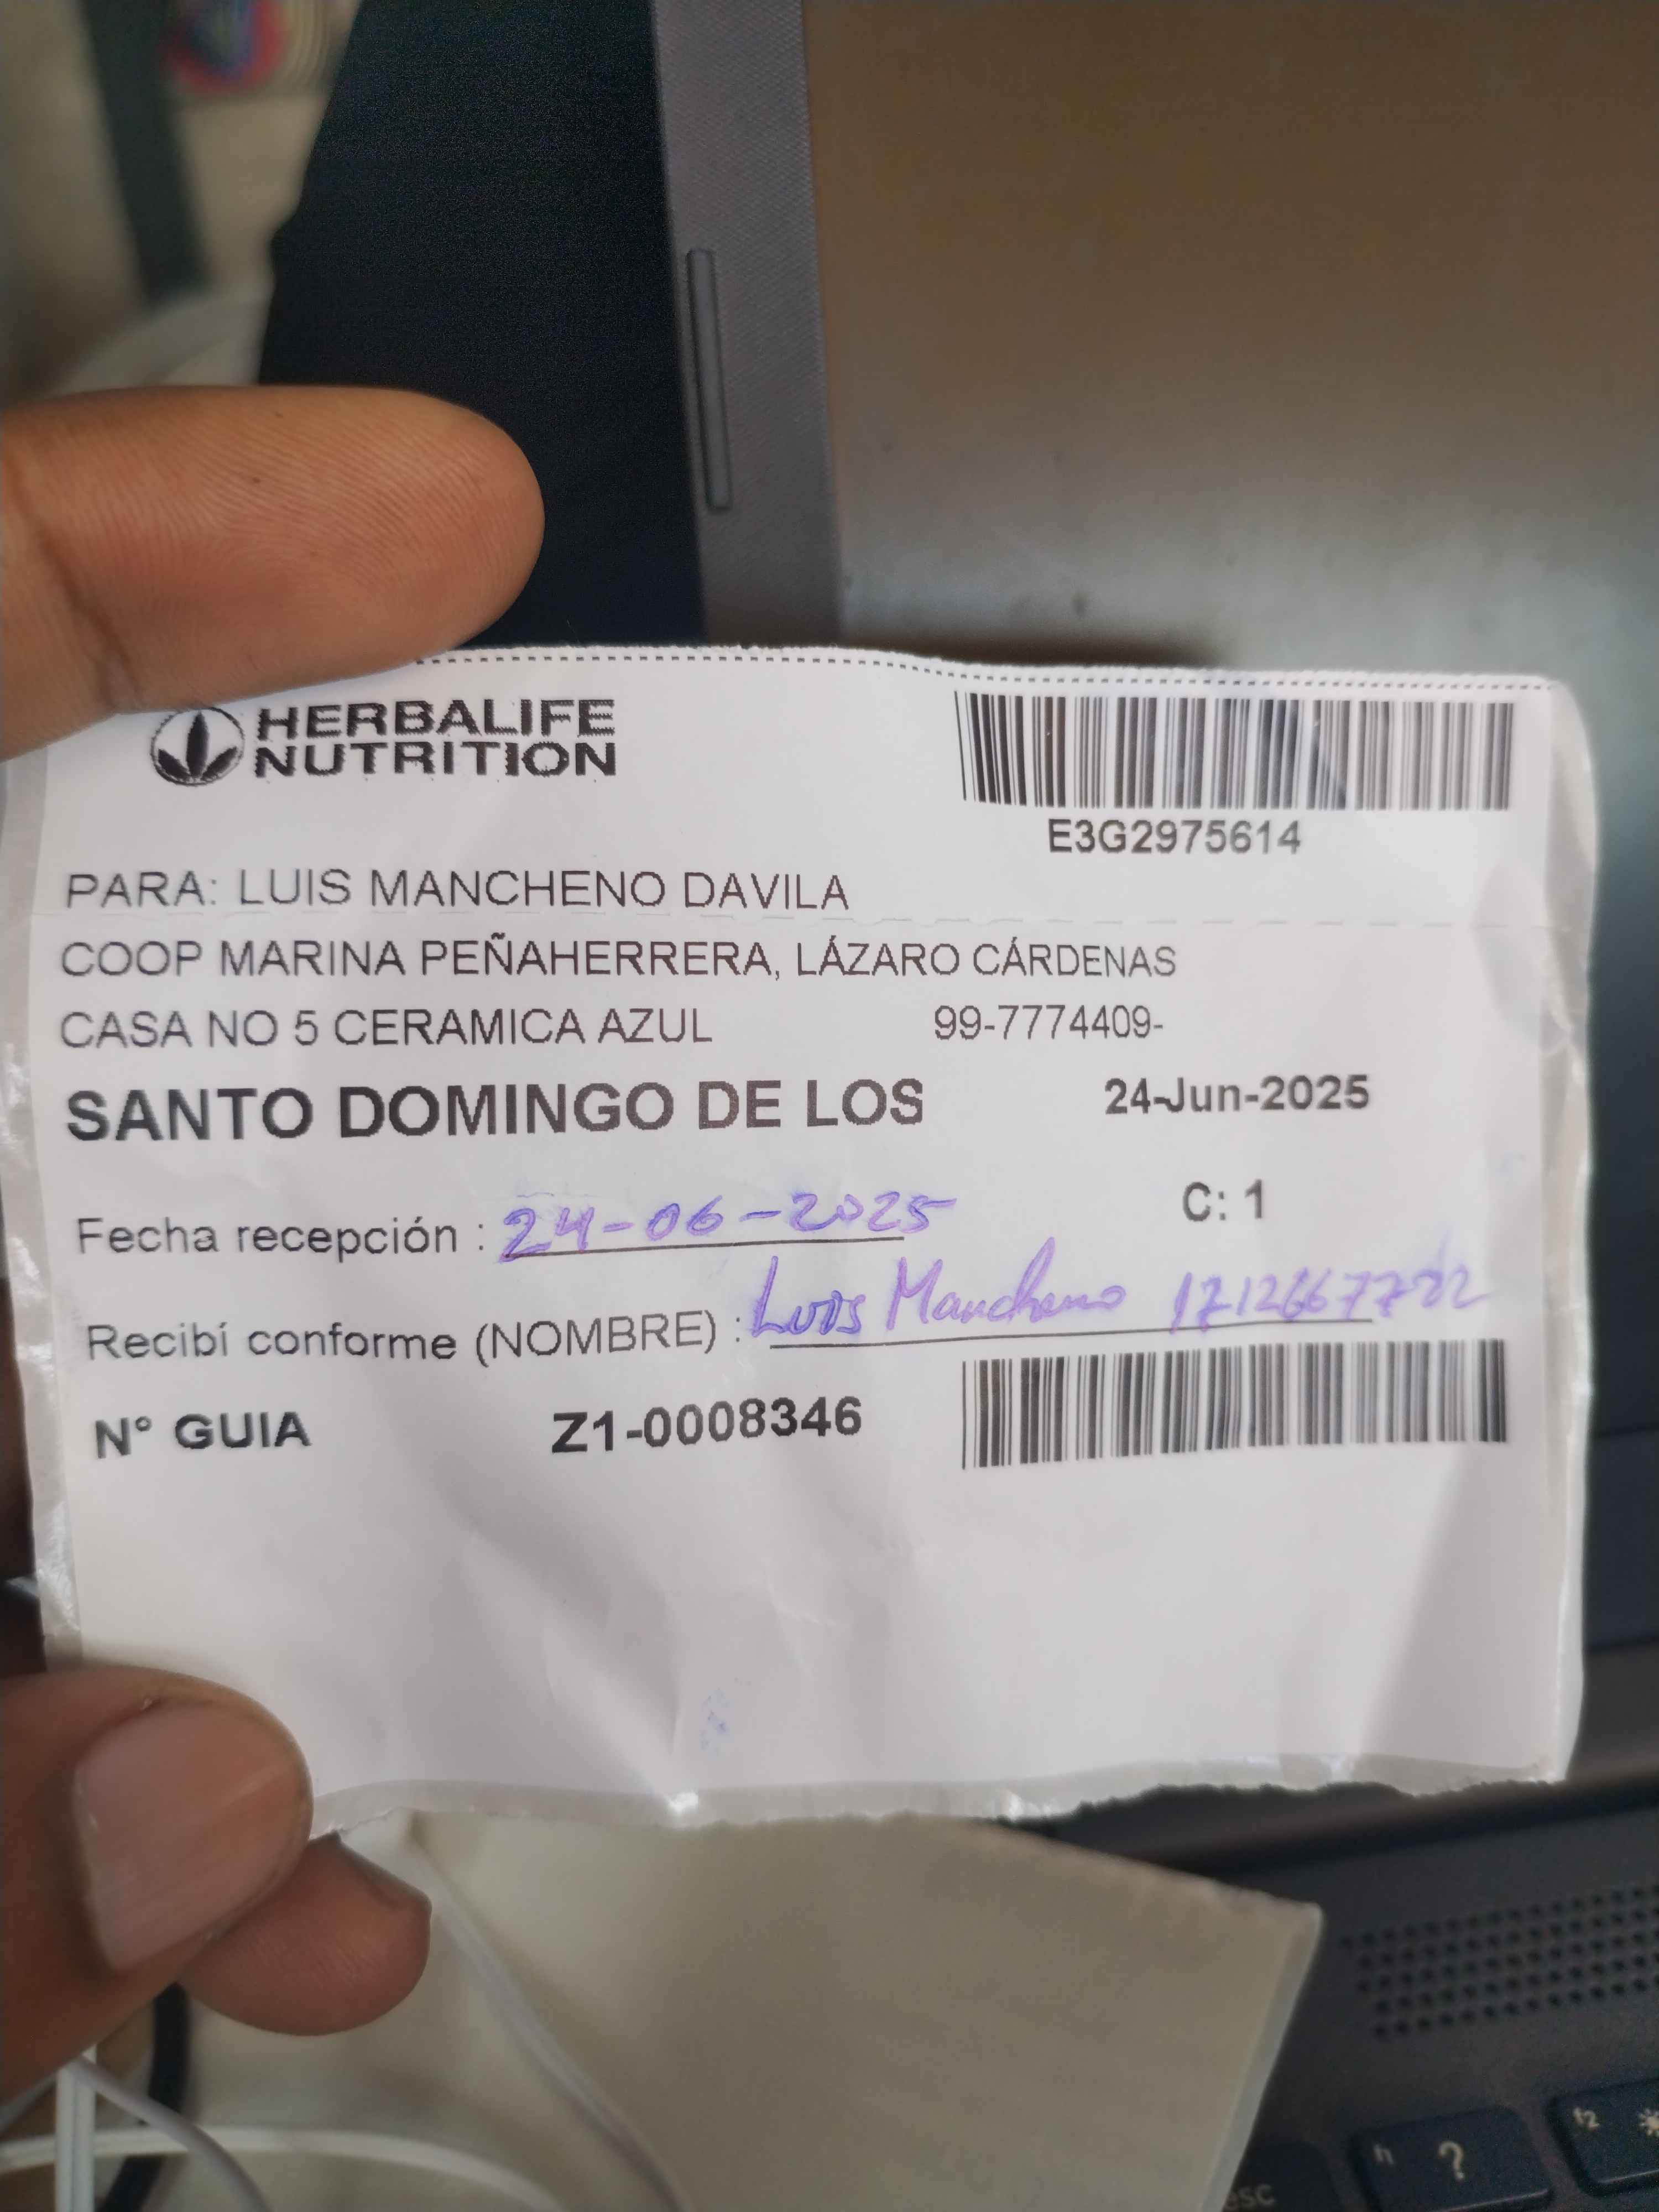 HERBALIFE
NUTRITION
E3G2975614
PARA: LUIS MANCHENO DAVILA
COOP MARINA PEÑAHERRERA, LÁZARO CÁRDENAS
CASA NO 5 CERAMICA AZUL 99-7774409-
SANTO DOMINGO DE LOS 24-Jun-2025
C: 1
Fecha recepción : 24-06-2025
Recibí conforme (NOMBRE) : Luis Mancheno
N° GUIA Z1-0008346
?
f2
esc